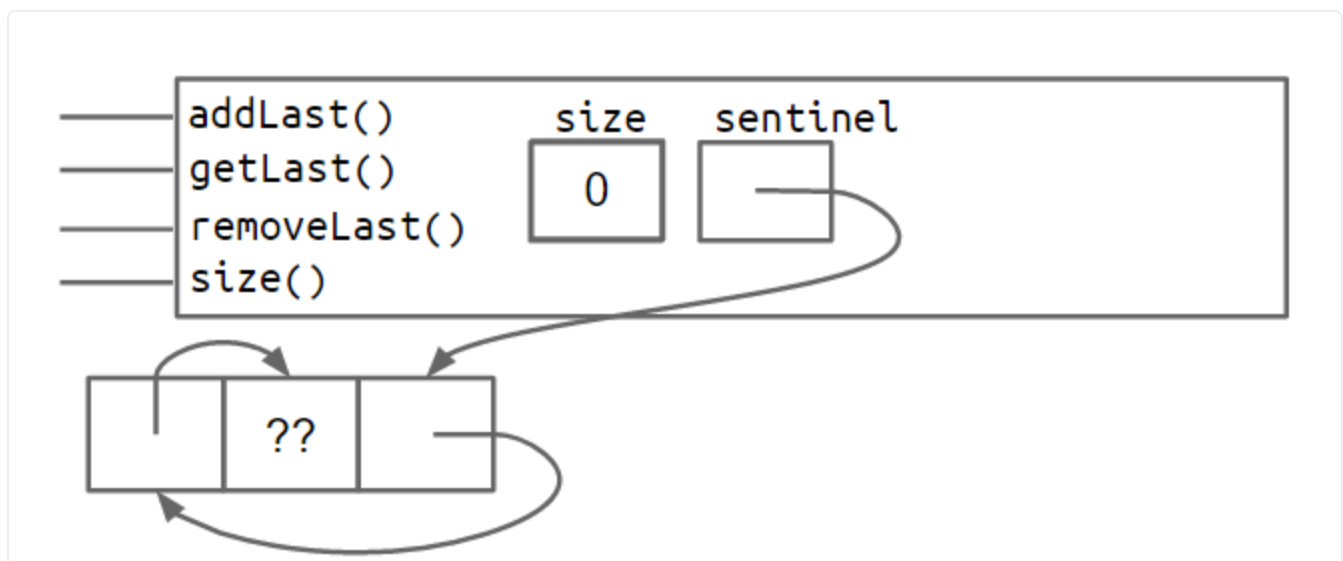 addLast()
size
sentinel
getLast()
0
removeLast()
size()
??